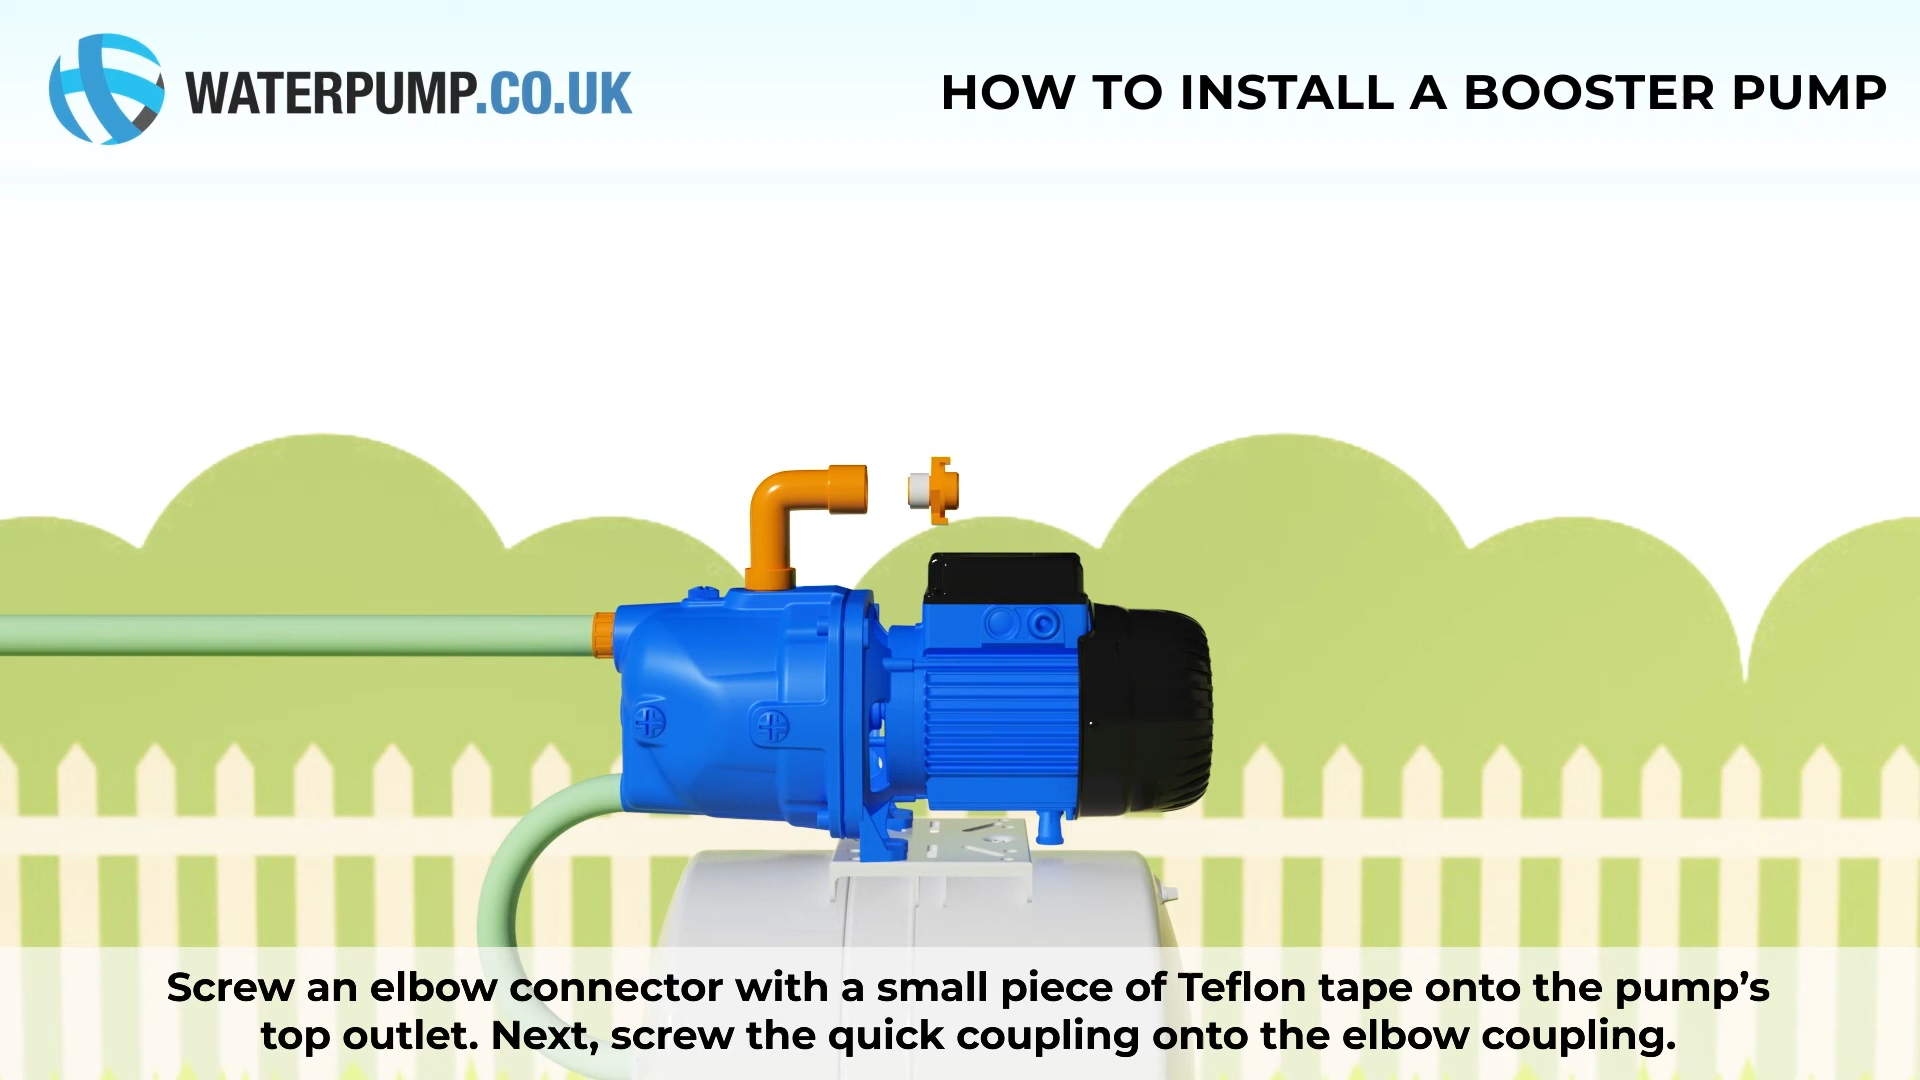 WATERPUMP.CO.UK
HOW TO INSTALL A BOOSTER PUMP
Screw an elbow connector with a small piece of Teflon tape onto the pump’s
top outlet. Next, screw the quick coupling onto the elbow coupling.